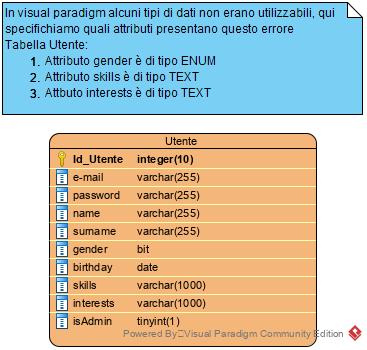 In visual paradigm alcuni tipi di dati non erano utilizzabili, qui
specifichiamo quali attributi presentano questo errore
Tabella Utente:
1. Attributo gender è di tipo ENUM
2. Attributo skills è di tipo TEXT
3. Attbuto interests è di tipo TEXT
Utente
Id_Utente integer(10)
e-mail varchar(255)
password varchar(255)
name varchar(255)
surname varchar(255)
gender bit
birthday date
skills varchar(1000)
interests varchar(1000)
isAdmin tinyint(1)
Powered By Visual Paradigm Community Edition